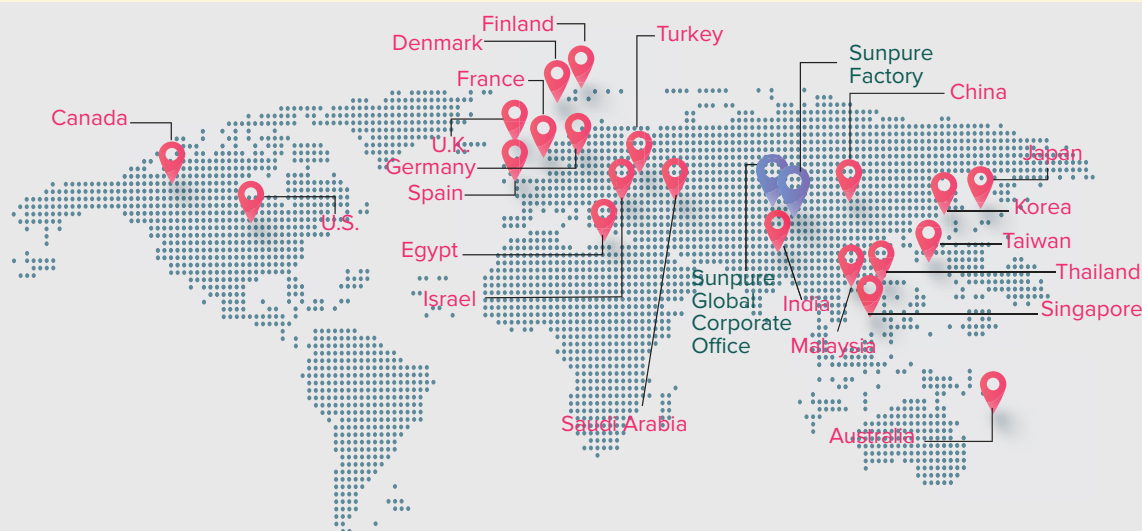 Finland
Denmark
Turkey
Sunpure
Factory
France
China
Canada
U.K.
Japan
Germany
Spain
Korea
U.S.
Taiwan
Egypt
Thailand
Sunpure
Global
Corporate
Office
Israel
India
Singapore
Malaysia
Saudi Arabia
Australia